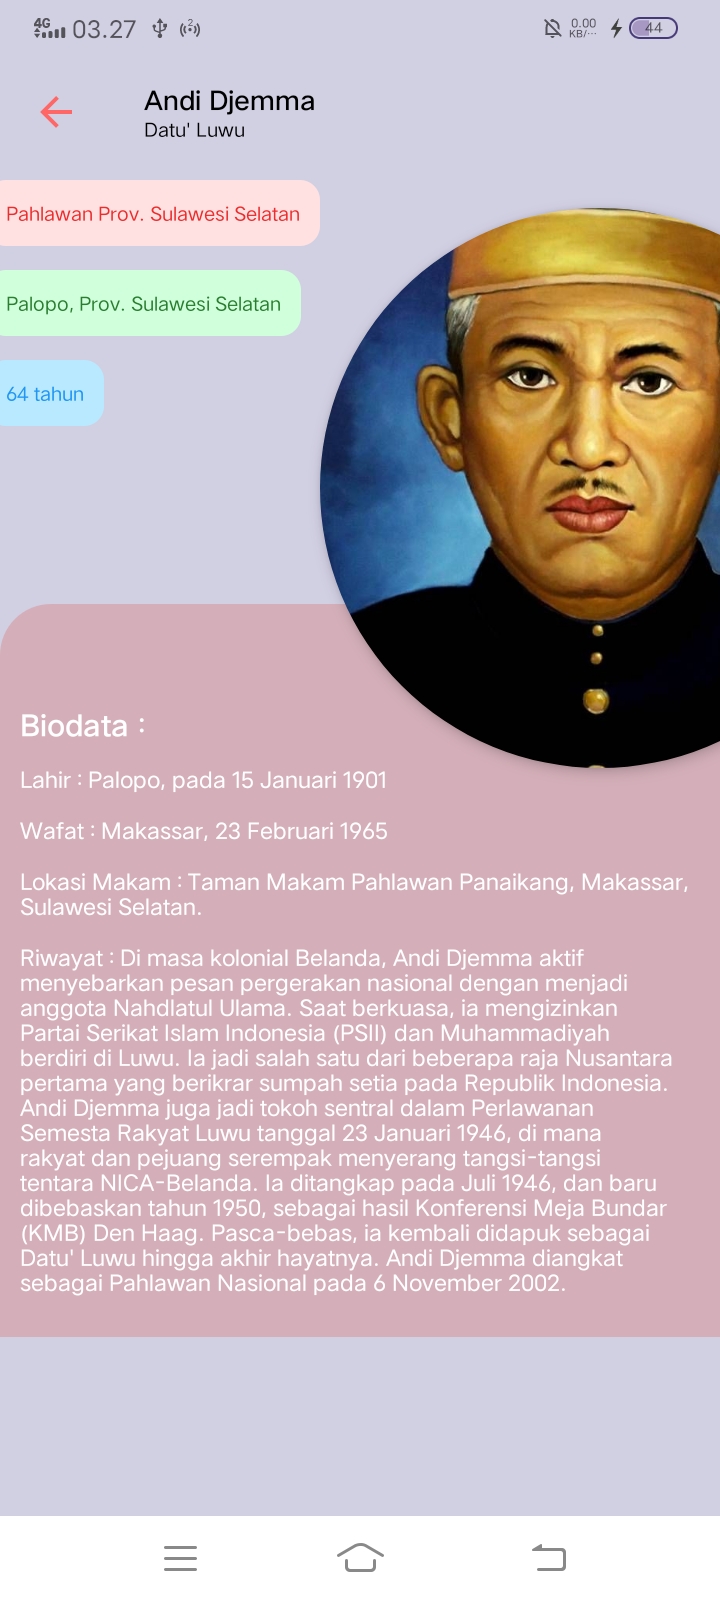 4G 03.27 2 0.00 KB/... 44
Andi Djemma
Datu' Luwu
Pahlawan Prov. Sulawesi Selatan
Palopo, Prov. Sulawesi Selatan
64 tahun
Biodata :
Lahir : Palopo, pada 15 Januari 1901
Wafat : Makassar, 23 Februari 1965
Lokasi Makam : Taman Makam Pahlawan Panaikang, Makassar,
Sulawesi Selatan.
Riwayat : Di masa kolonial Belanda, Andi Djemma aktif
menyebarkan pesan pergerakan nasional dengan menjadi
anggota Nahdlatul Ulama. Saat berkuasa, ia mengizinkan
Partai Serikat Islam Indonesia (PSII) dan Muhammadiyah
berdiri di Luwu. Ia jadi salah satu dari beberapa raja Nusantara
pertama yang berikrar sumpah setia pada Republik Indonesia.
Andi Djemma juga jadi tokoh sentral dalam Perlawanan
Semesta Rakyat Luwu tanggal 23 Januari 1946, di mana
rakyat dan pejuang serempak menyerang tangsi-tangsi
tentara NICA-Belanda. Ia ditangkap pada Juli 1946, dan baru
dibebaskan tahun 1950, sebagai hasil Konferensi Meja Bundar
(KMB) Den Haag. Pasca-bebas, ia kembali didapuk sebagai
Datu' Luwu hingga akhir hayatnya. Andi Djemma diangkat
sebagai Pahlawan Nasional pada 6 November 2002.